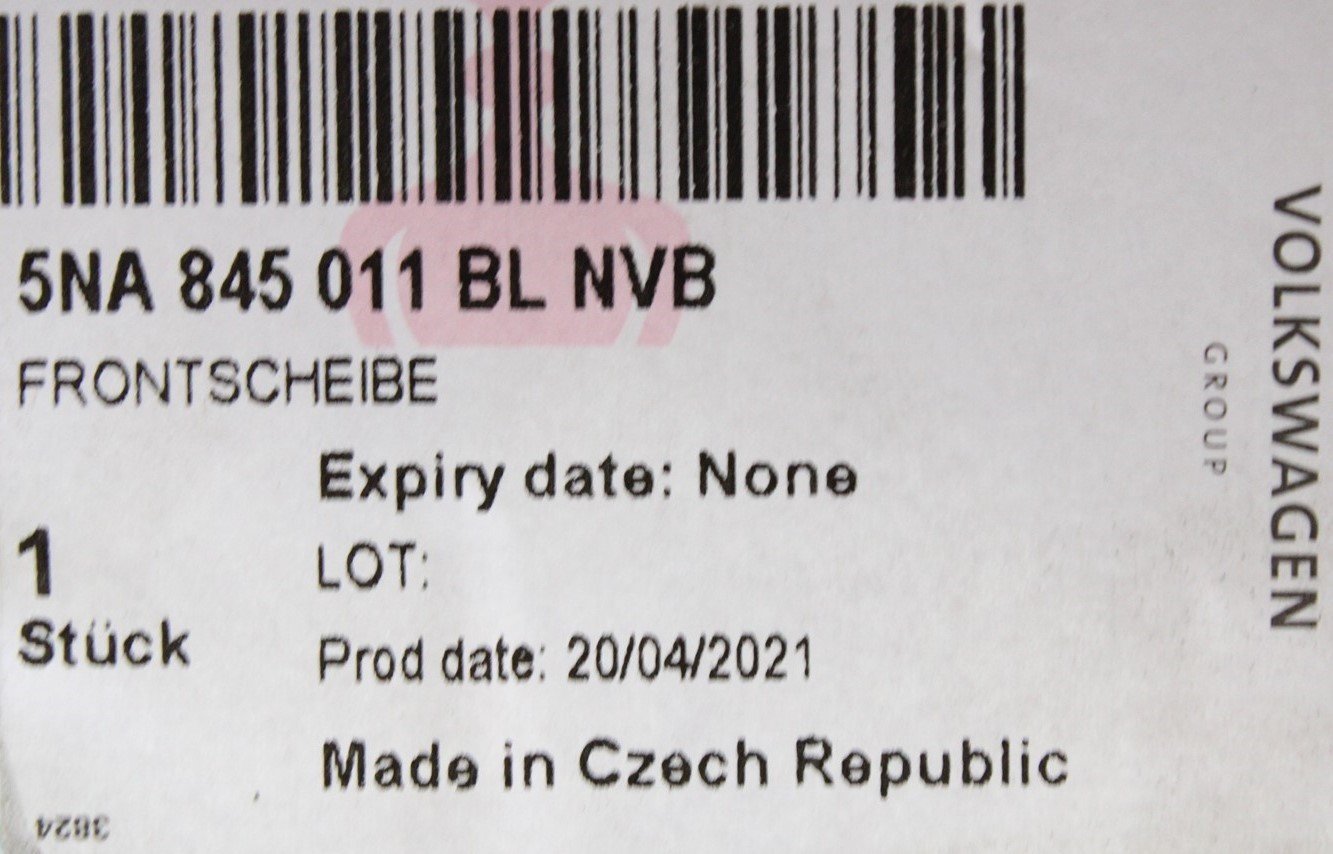 5NA 845 011 BL NVB
FRONTSCHEIBE
Expiry date: None
1
LOT:
Stück
Prod date: 20/04/2021
Made in Czech Republic
3824
VOLKSWAGEN
GROUP